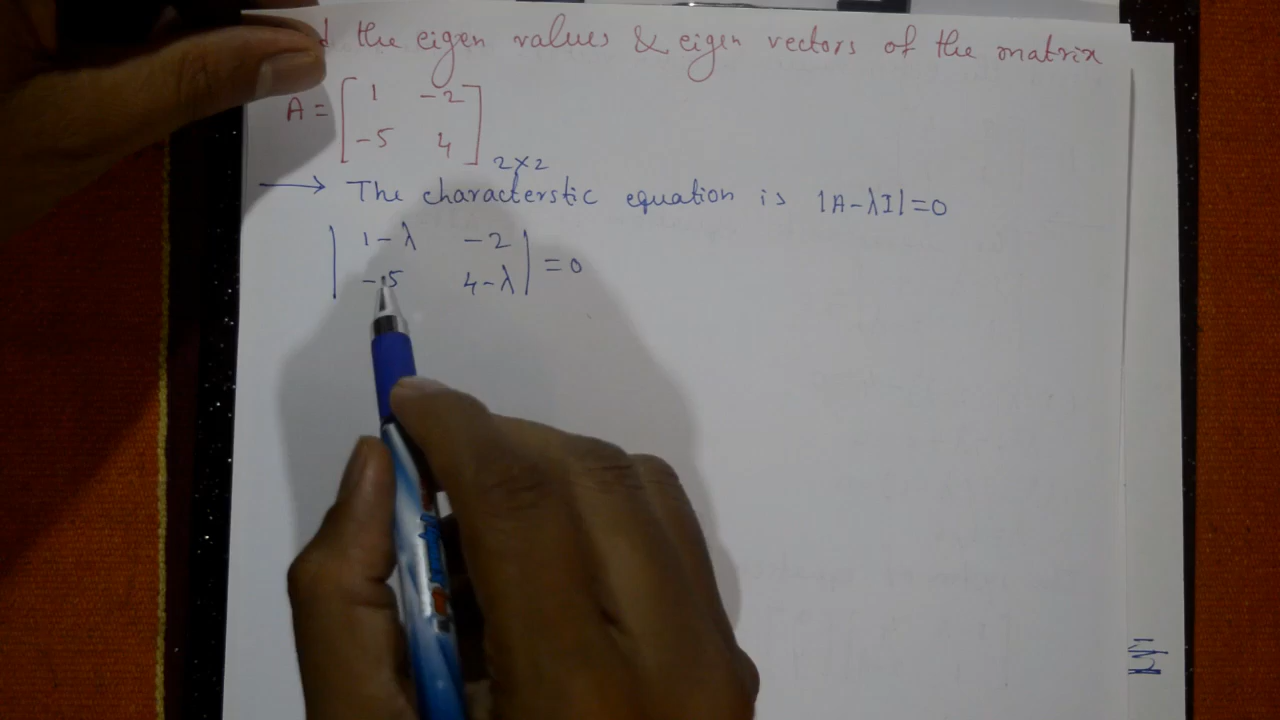 the eigen values & eigen vectors of the matrix
A = [ 1 -2
-5 4 ] 2×2
→ The characterstic equation is |A-λI|=0
| 1-λ -2
-5 4-λ | = 0